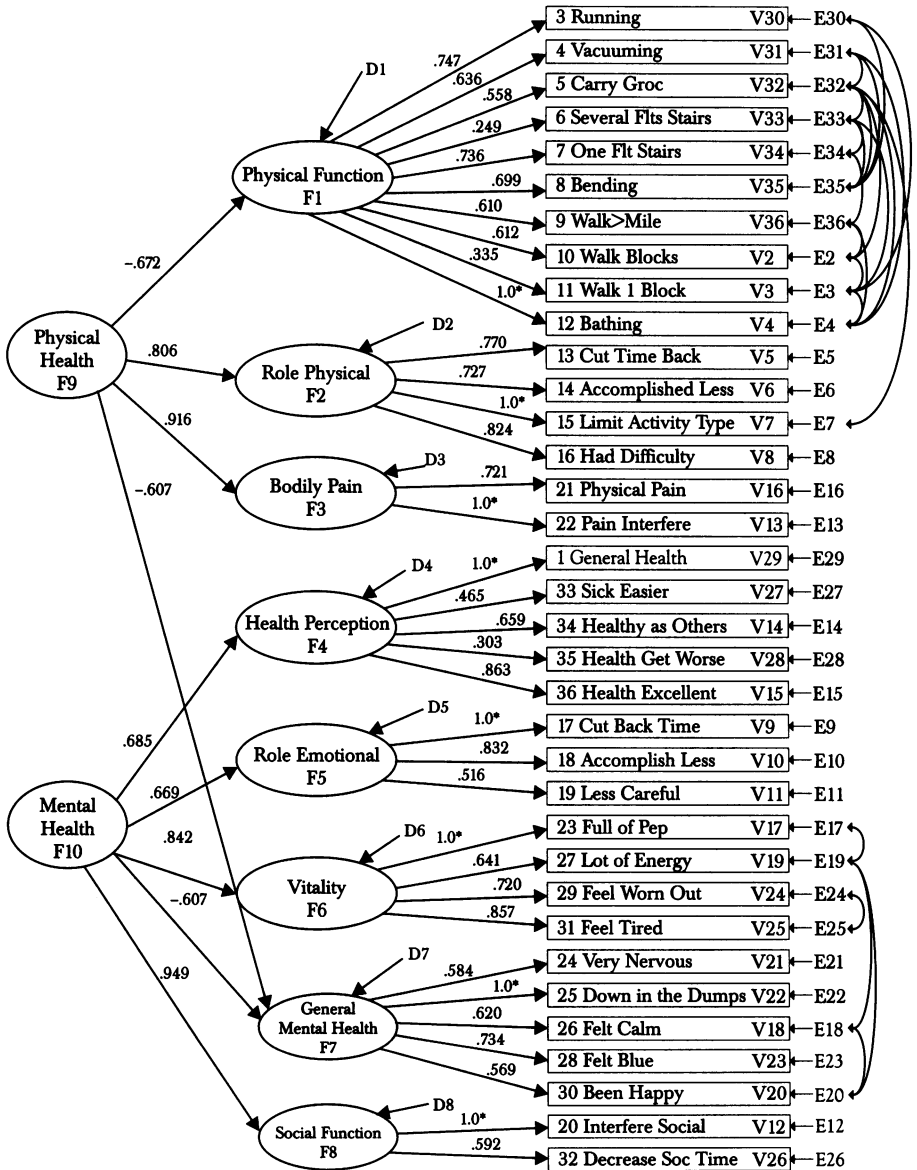 3 Running V30 E30
4 Vacuuming V31 E31
5 Carry Groc V32 E32
6 Several Flts Stairs V33 E33
7 One Flt Stairs V34 E34
8 Bending V35 E35
9 Walk>Mile V36 E36
10 Walk Blocks V2 E2
11 Walk 1 Block V3 E3
12 Bathing V4 E4
13 Cut Time Back V5 E5
14 Accomplished Less V6 E6
15 Limit Activity Type V7 E7
16 Had Difficulty V8 E8
21 Physical Pain V16 E16
22 Pain Interfere V13 E13
1 General Health V29 E29
33 Sick Easier V27 E27
34 Healthy as Others V14 E14
35 Health Get Worse V28 E28
36 Health Excellent V15 E15
17 Cut Back Time V9 E9
18 Accomplish Less V10 E10
19 Less Careful V11 E11
23 Full of Pep V17 E17
27 Lot of Energy V19 E19
29 Feel Worn Out V24 E24
31 Feel Tired V25 E25
24 Very Nervous V21 E21
25 Down in the Dumps V22 E22
26 Felt Calm V18 E18
28 Felt Blue V23 E23
30 Been Happy V20 E20
20 Interfere Social V12 E12
32 Decrease Soc Time V26 E26
D1
Physical Function
F1
.747
.636
.558
.249
.736
.699
.610
.612
.335
1.0*
D2
Role Physical
F2
.770
.727
1.0*
.824
D3
Bodily Pain
F3
.721
1.0*
D4
Health Perception
F4
1.0*
.465
.659
.303
.863
D5
Role Emotional
F5
1.0*
.832
.516
D6
Vitality
F6
1.0*
.641
.720
.857
D7
General
Mental Health
F7
.584
1.0*
.620
.734
.569
D8
Social Function
F8
1.0*
.592
Physical
Health
F9
-.672
.806
.916
-.607
Mental
Health
F10
.685
.669
.842
-.607
.949